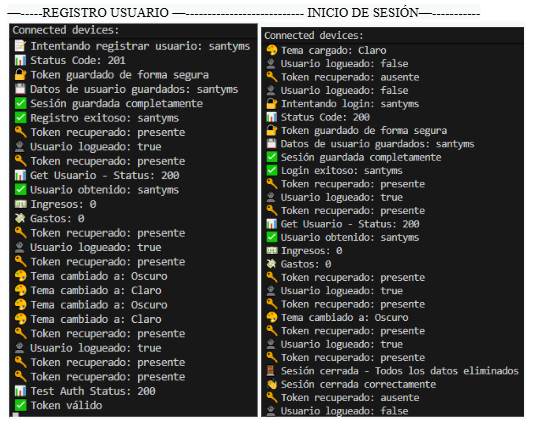 —-----REGISTRO USUARIO —---------------------------- INICIO DE SESIÓN—-----------
Connected devices:
📝 Intentando registrar usuario: santyms
📊 Status Code: 201
🔐 Token guardado de forma segura
💾 Datos de usuario guardados: santyms
✅ Sesión guardada completamente
✅ Registro exitoso: santyms
🔑 Token recuperado: presente
👤 Usuario logueado: true
🔑 Token recuperado: presente
📊 Get Usuario - Status: 200
✅ Usuario obtenido: santyms
💵 Ingresos: 0
💸 Gastos: 0
🔑 Token recuperado: presente
👤 Usuario logueado: true
🎨 Tema cambiado a: Oscuro
🎨 Tema cambiado a: Claro
🎨 Tema cambiado a: Oscuro
🎨 Tema cambiado a: Claro
🔑 Token recuperado: presente
👤 Usuario logueado: true
🔑 Token recuperado: presente
🔑 Token recuperado: presente
📊 Test Auth Status: 200
✅ Token válido
Connected devices:
🎨 Tema cargado: Claro
👤 Usuario logueado: false
🔑 Token recuperado: ausente
👤 Usuario logueado: false
🔐 Intentando login: santyms
📊 Status Code: 200
🔐 Token guardado de forma segura
💾 Datos de usuario guardados: santyms
✅ Sesión guardada completamente
✅ Login exitoso: santyms
🔑 Token recuperado: presente
👤 Usuario logueado: true
🔑 Token recuperado: presente
📊 Get Usuario - Status: 200
✅ Usuario obtenido: santyms
💵 Ingresos: 0
💸 Gastos: 0
🔑 Token recuperado: presente
👤 Usuario logueado: true
🔑 Token recuperado: presente
🎨 Tema cambiado a: Oscuro
🔑 Token recuperado: presente
👤 Usuario logueado: true
🔑 Token recuperado: presente
🚪 Sesión cerrada - Todos los datos eliminados
👋 Sesión cerrada correctamente
🔑 Token recuperado: ausente
👤 Usuario logueado: false